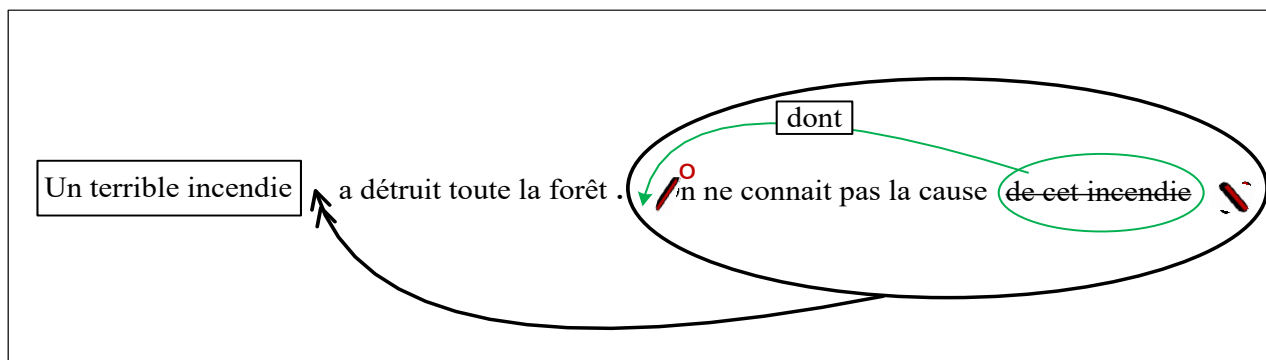 dont
Un terrible incendie a détruit toute la forêt . on ne connait pas la cause de cet incendie